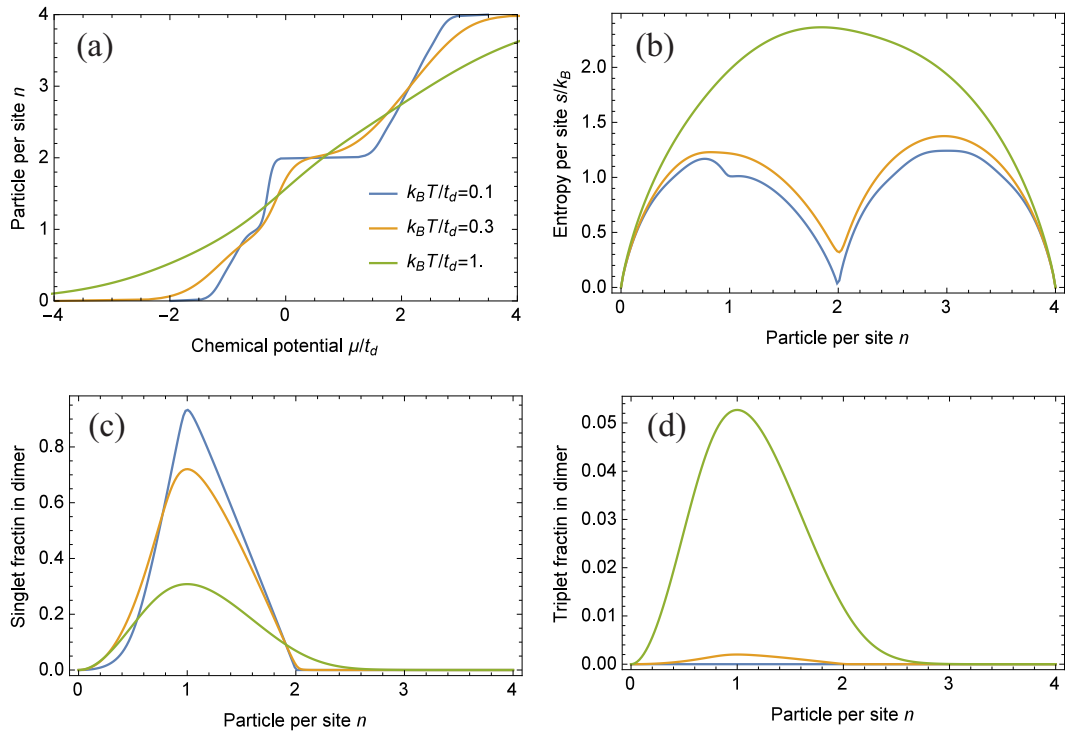 (a)
Particle per site n
4
3
2
1
0
k_B T/t_d=0.1
k_B T/t_d=0.3
k_B T/t_d=1.
−4
−2
0
2
4
Chemical potential μ/t_d
(b)
Entropy per site s/k_B
2.0
1.5
1.0
0.5
0.0
0
1
2
3
4
Particle per site n
(c)
Singlet fractin in dimer
0.8
0.6
0.4
0.2
0.0
0
1
2
3
4
Particle per site n
(d)
Triplet fractin in dimer
0.05
0.04
0.03
0.02
0.01
0.00
0
1
2
3
4
Particle per site n